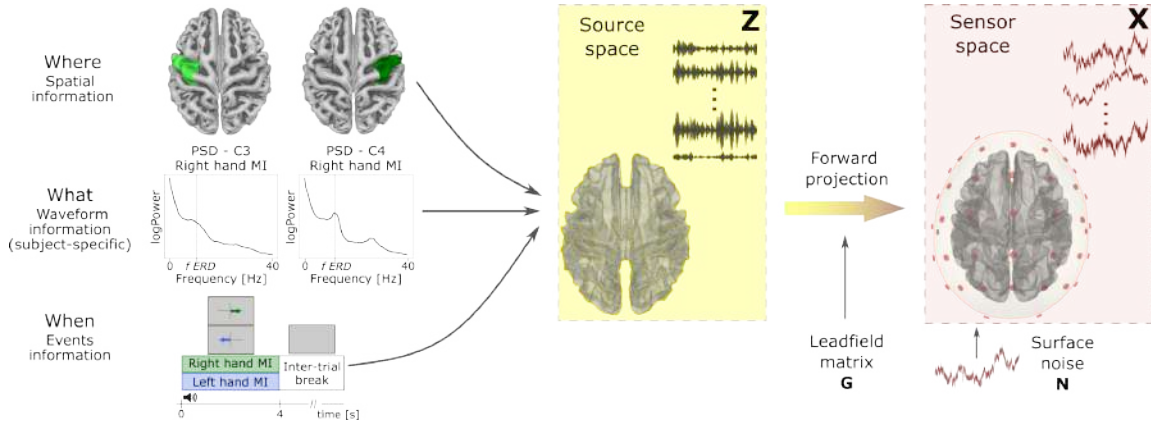 Where
Spatial
information
PSD - C3
Right hand MI
PSD - C4
Right hand MI
What
Waveform
information
(subject-specific)
logPower
0
f ERD
40
Frequency [Hz]
logPower
0
f ERD
40
Frequency [Hz]
When
Events
information
Right hand MI
Left hand MI
Inter-trial
break
0
4
//
time [s]
Source
space
Z
Forward
projection
Leadfield
matrix
G
Sensor
space
X
Surface
noise
N